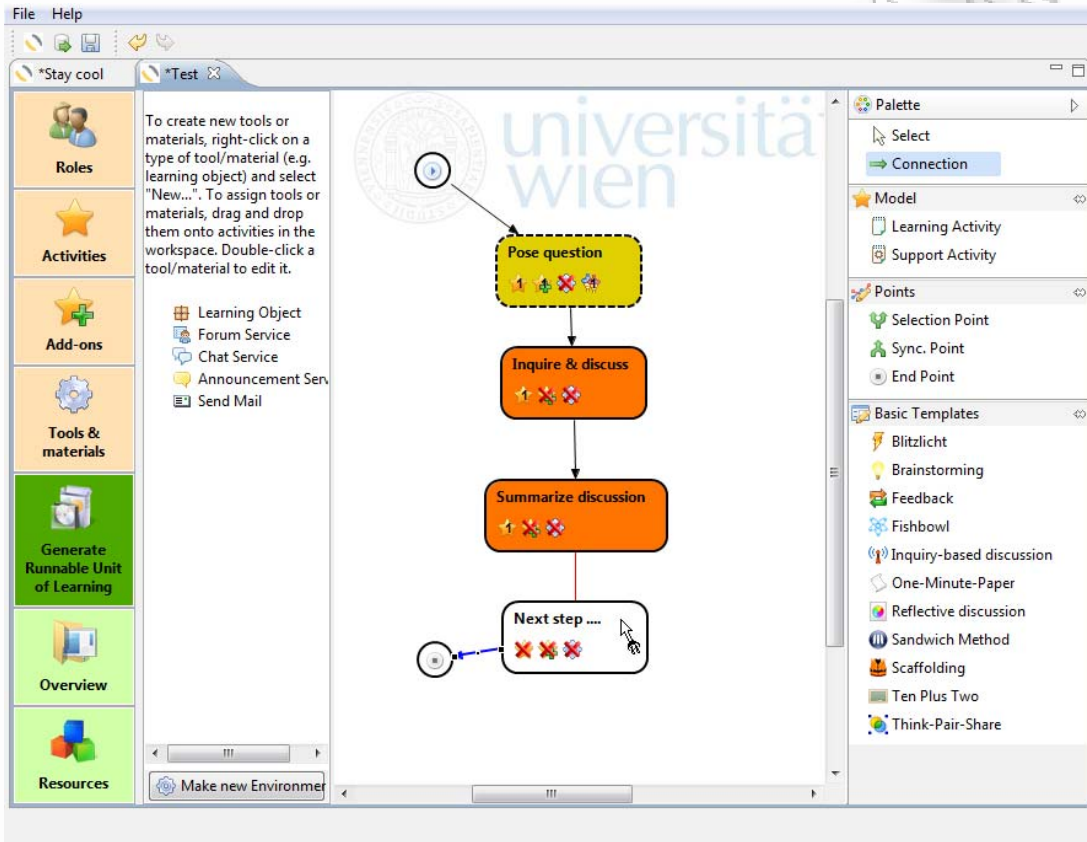 File Help
*Stay cool
*Test
Roles
Activities
Add-ons
Tools &
materials
Generate
Runnable Unit
of Learning
Overview
Resources
To create new tools or
materials, right-click on a
type of tool/material (e.g.
learning object) and select
"New...". To assign tools or
materials, drag and drop
them onto activities in the
workspace. Double-click a
tool/material to edit it.
Learning Object
Forum Service
Chat Service
Announcement Serv
Send Mail
Make new Environmer
universitä
wien
Pose question
1 1
Inquire & discuss
1
Summarize discussion
1
Next step ....
Palette
Select
Connection
Model
Learning Activity
Support Activity
Points
Selection Point
Sync. Point
End Point
Basic Templates
Blitzlicht
Brainstorming
Feedback
Fishbowl
Inquiry-based discussion
One-Minute-Paper
Reflective discussion
Sandwich Method
Scaffolding
Ten Plus Two
Think-Pair-Share